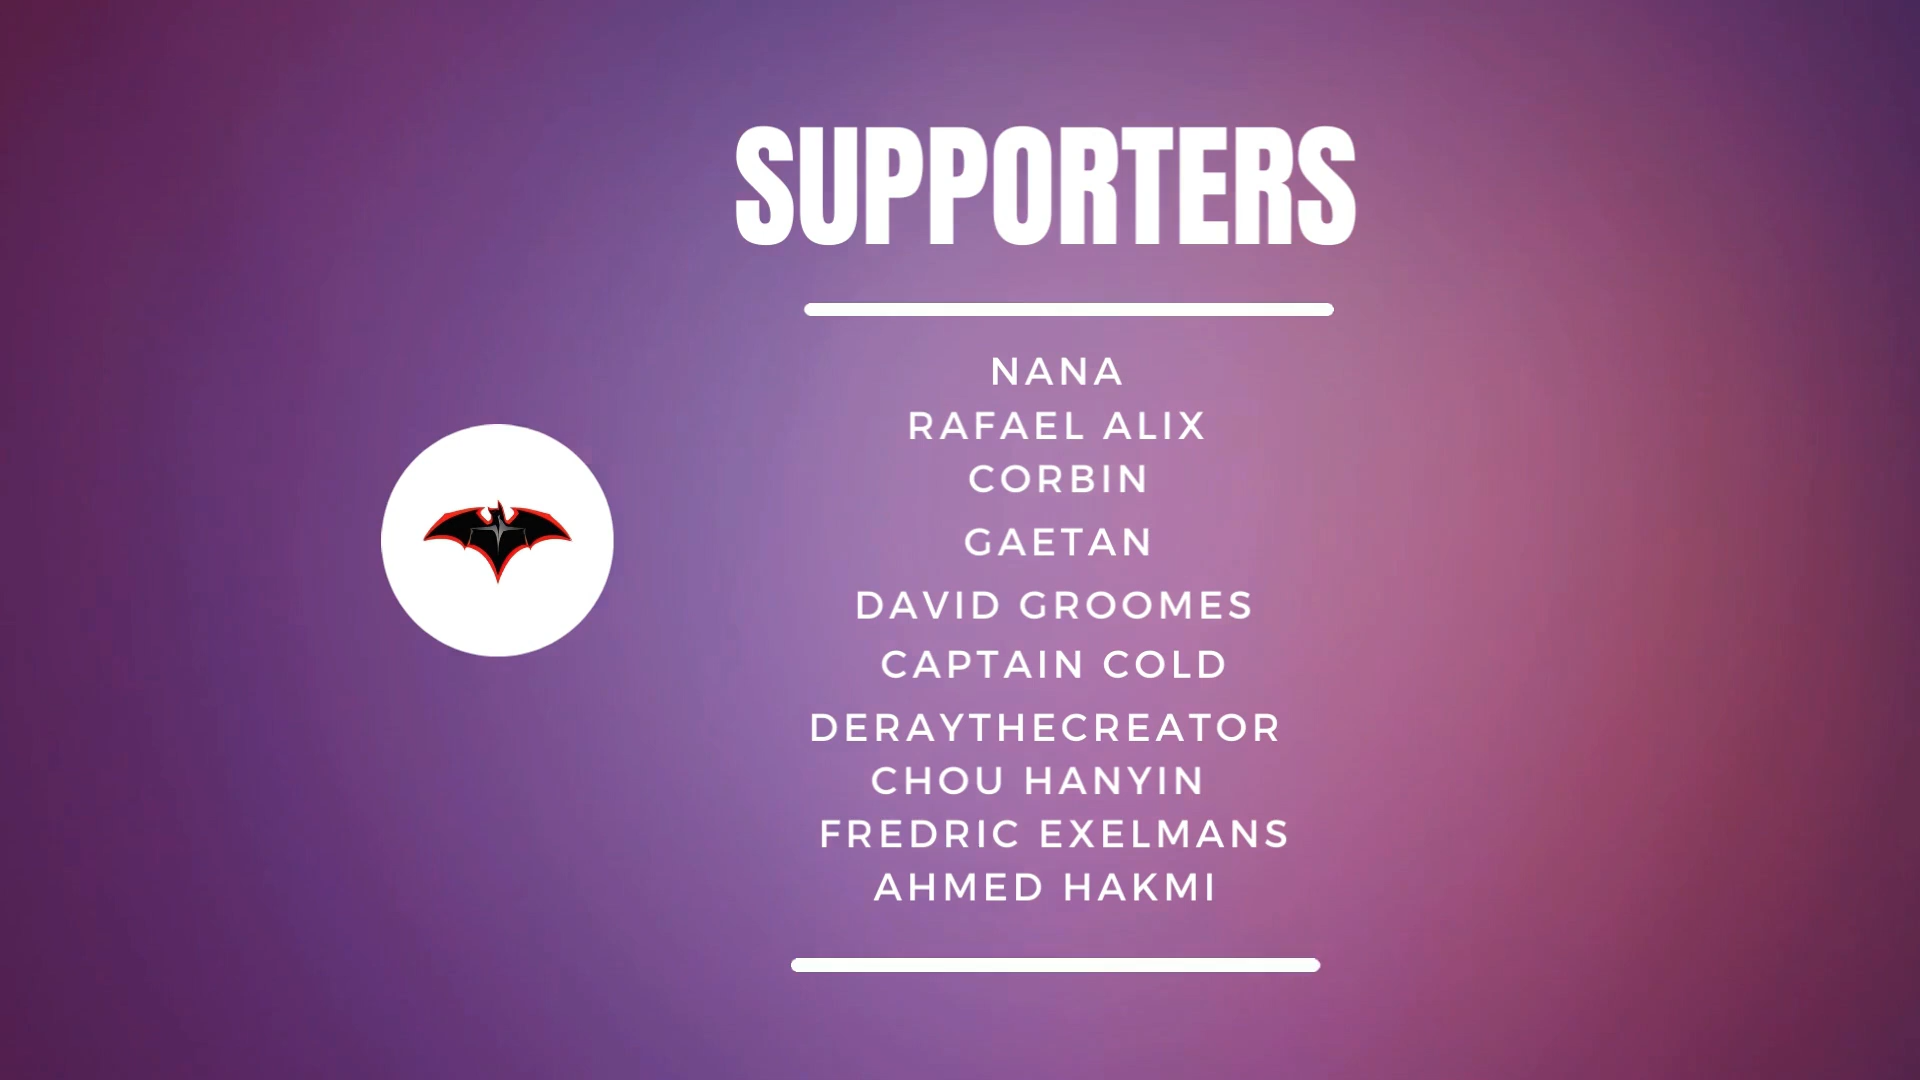 SUPPORTERS
NANA
RAFAEL ALIX
CORBIN
GAETAN
DAVID GROOMES
CAPTAIN COLD
DERAYTHECREATOR
CHOU HANYIN
FREDRIC EXELMANS
AHMED HAKMI